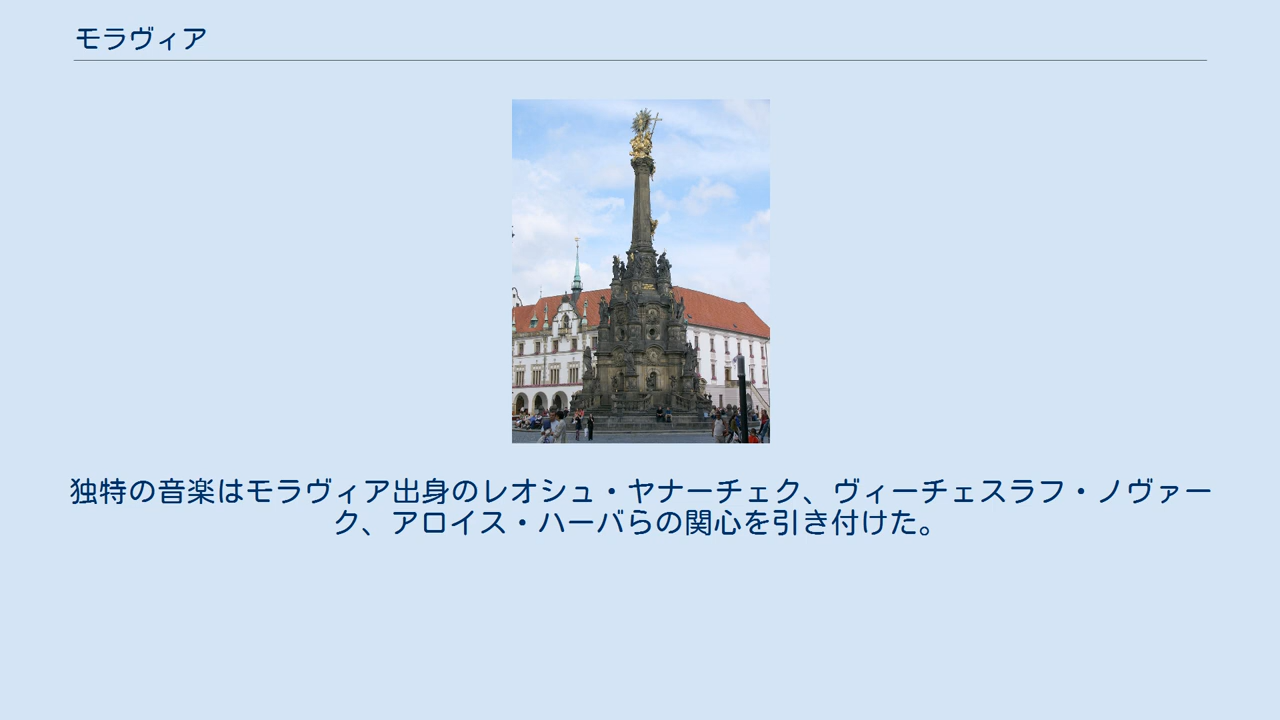 モラヴィア
独特の音楽はモラヴィア出身のレオシュ・ヤナーチェク、ヴィーチェスラフ・ノヴァー
ク、アロイス・ハーバらの関心を引き付けた。